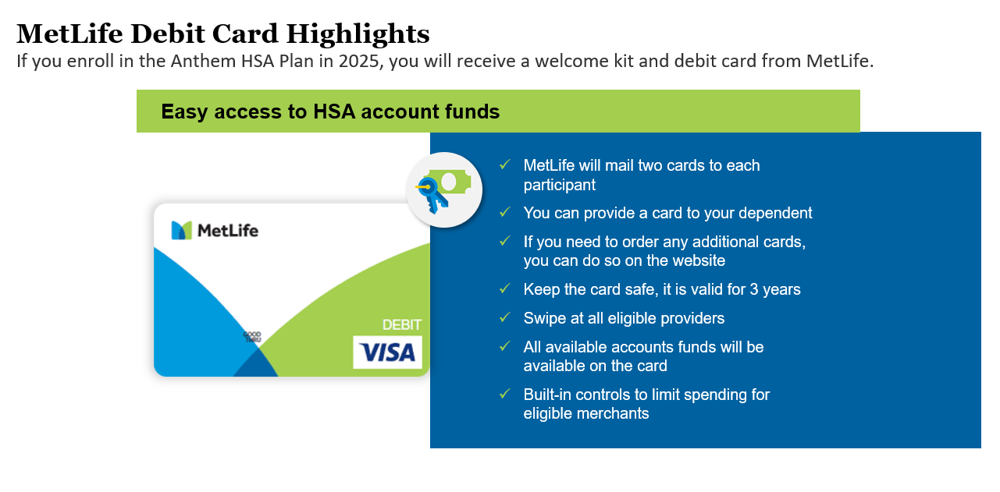 MetLife Debit Card Highlights
If you enroll in the Anthem HSA Plan in 2025, you will receive a welcome kit and debit card from MetLife.
Easy access to HSA account funds
MetLife
GOOD
THRU
DEBIT
VISA
MetLife will mail two cards to each
participant
You can provide a card to your dependent
If you need to order any additional cards,
you can do so on the website
Keep the card safe, it is valid for 3 years
Swipe at all eligible providers
All available accounts funds will be
available on the card
Built-in controls to limit spending for
eligible merchants